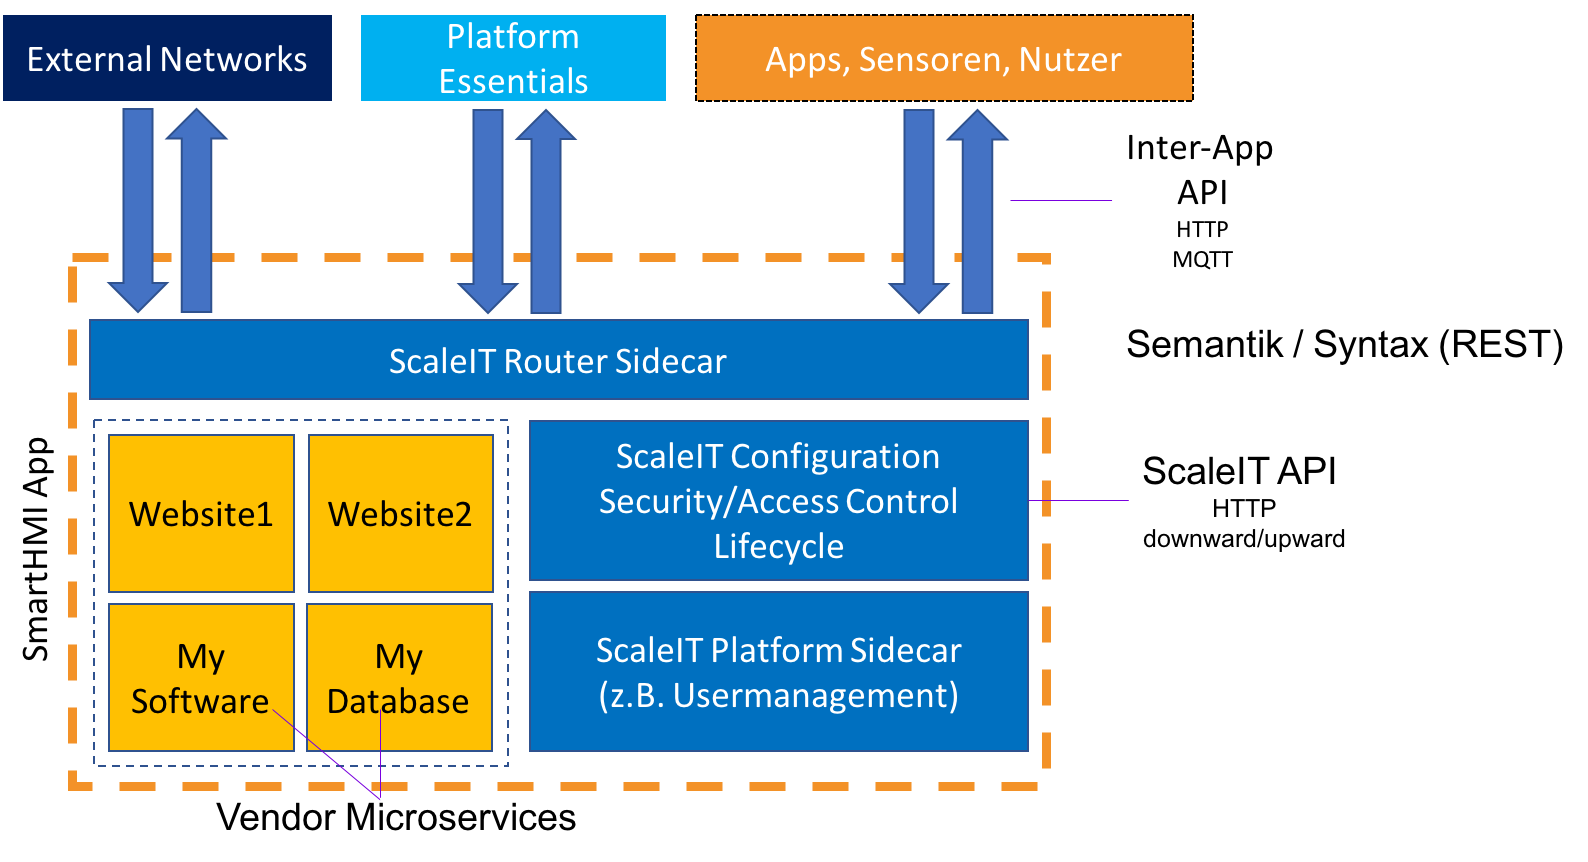 External Networks
Platform
Essentials
Apps, Sensoren, Nutzer
Inter-App
API
HTTP
MQTT
ScaleIT Router Sidecar
Semantik / Syntax (REST)
SmartHMI App
Website1
Website2
My
Software
My
Database
ScaleIT Configuration
Security/Access Control
Lifecycle
ScaleIT API
HTTP
downward/upward
ScaleIT Platform Sidecar
(z.B. Usermanagement)
Vendor Microservices